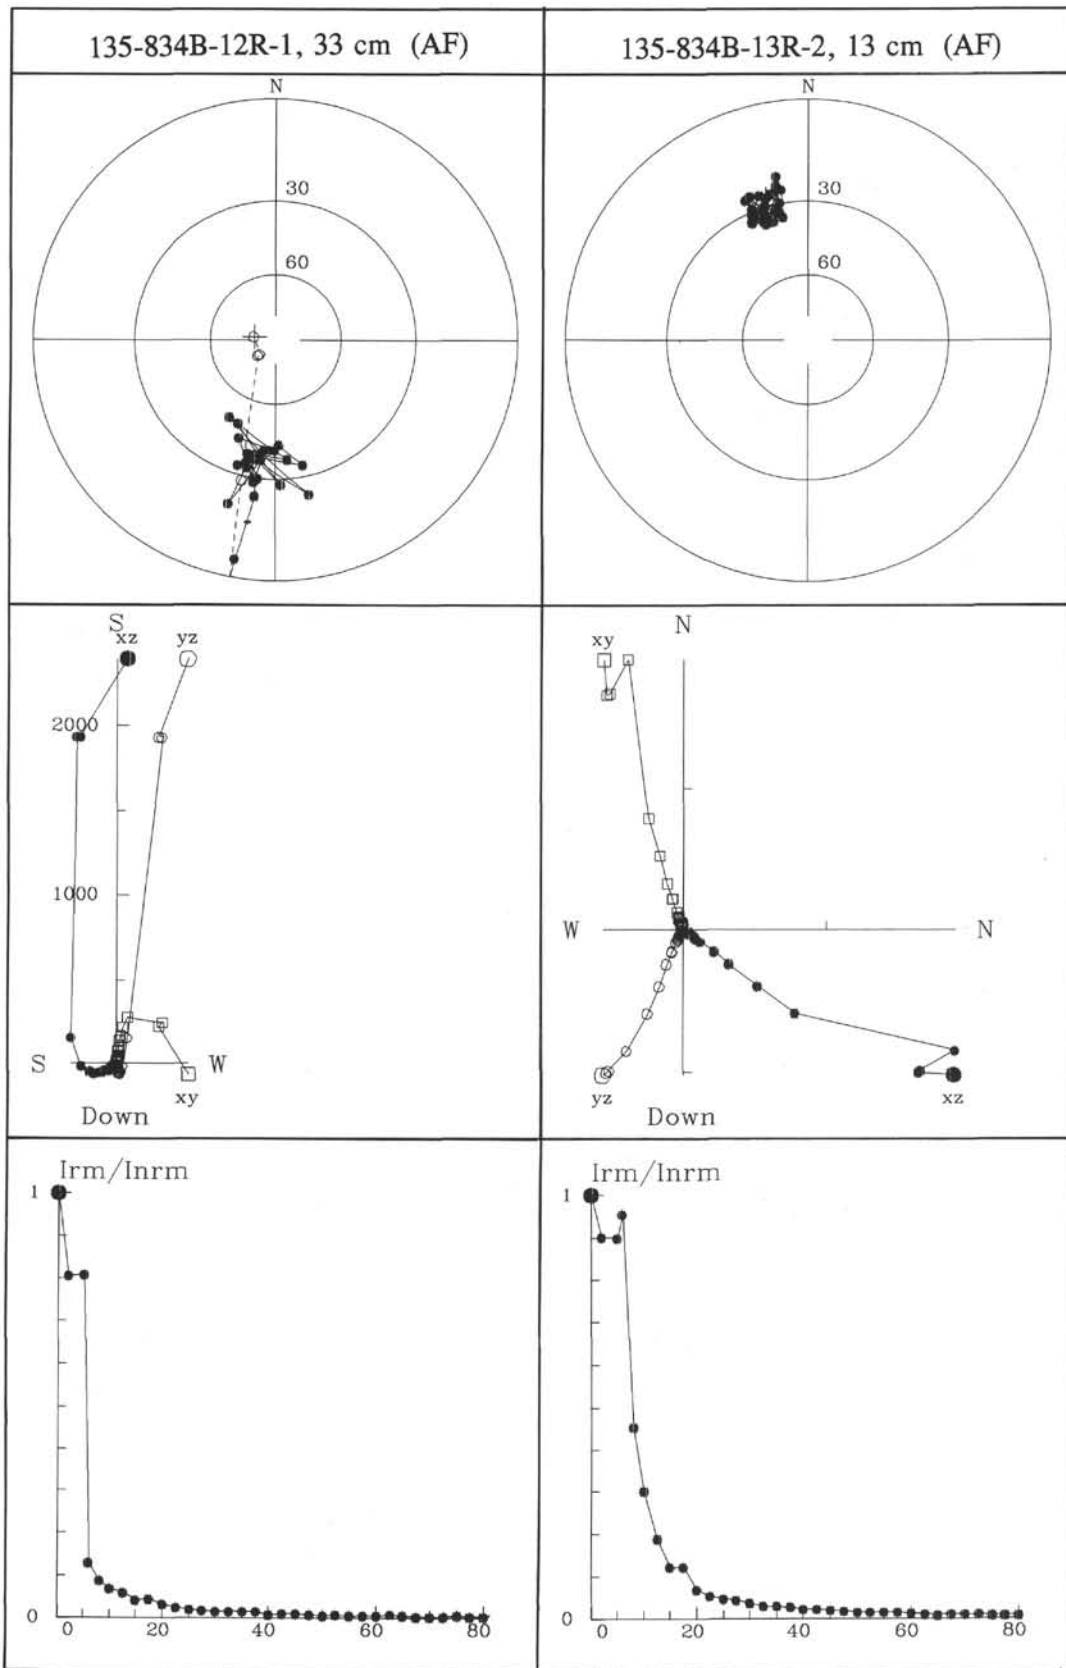 135-834B-12R-1, 33 cm (AF)
135-834B-13R-2, 13 cm (AF)
N
30
60
N
30
60
S
xz
yz
2000
1000
S
W
xy
Down
N
xy
W
N
yz
xz
Down
Irm/Inrm
1
0
0
20
40
60
80
Irm/Inrm
1
0
0
20
40
60
80